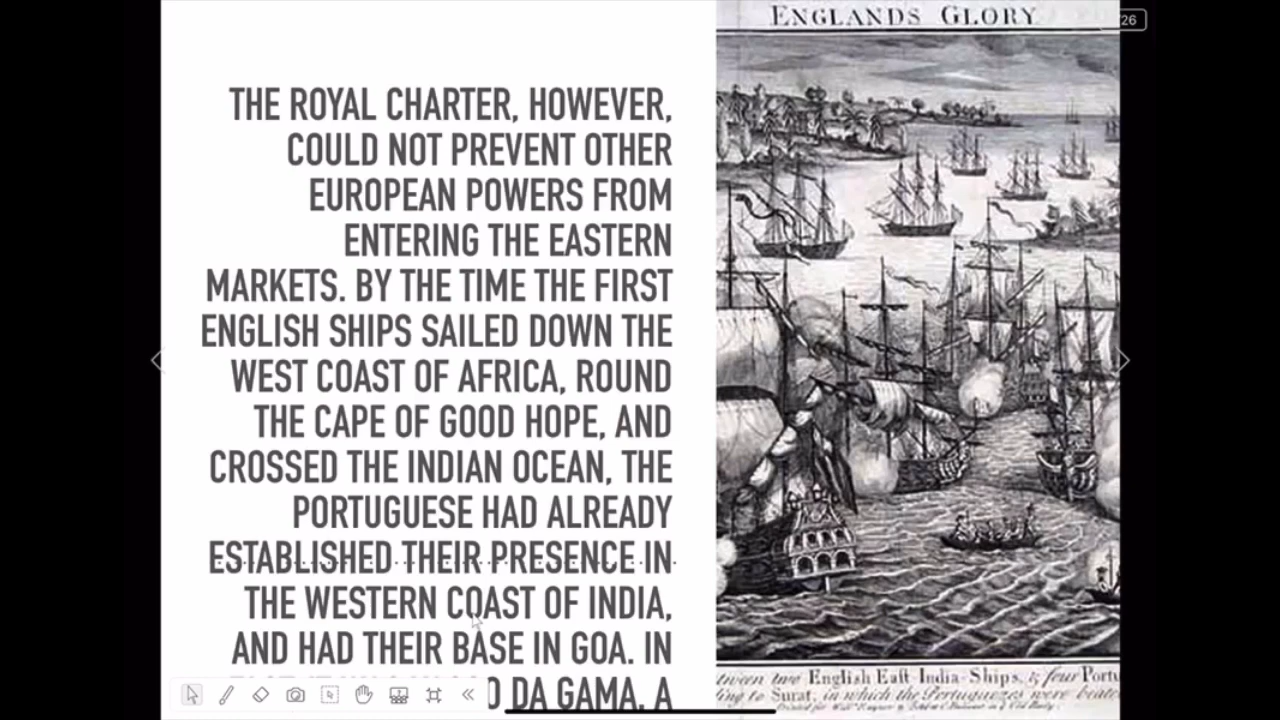 THE ROYAL CHARTER, HOWEVER,
COULD NOT PREVENT OTHER
EUROPEAN POWERS FROM
ENTERING THE EASTERN
MARKETS. BY THE TIME THE FIRST
ENGLISH SHIPS SAILED DOWN THE
WEST COAST OF AFRICA, ROUND
THE CAPE OF GOOD HOPE, AND
CROSSED THE INDIAN OCEAN, THE
PORTUGUESE HAD ALREADY
ESTABLISHED THEIR PRESENCE IN
THE WESTERN COAST OF INDIA,
AND HAD THEIR BASE IN GOA. IN
DA GAMA, A
ENGLANDS GLORY
26
two English East-India-Ships, & four
to Surat, in which the Portuguezes were